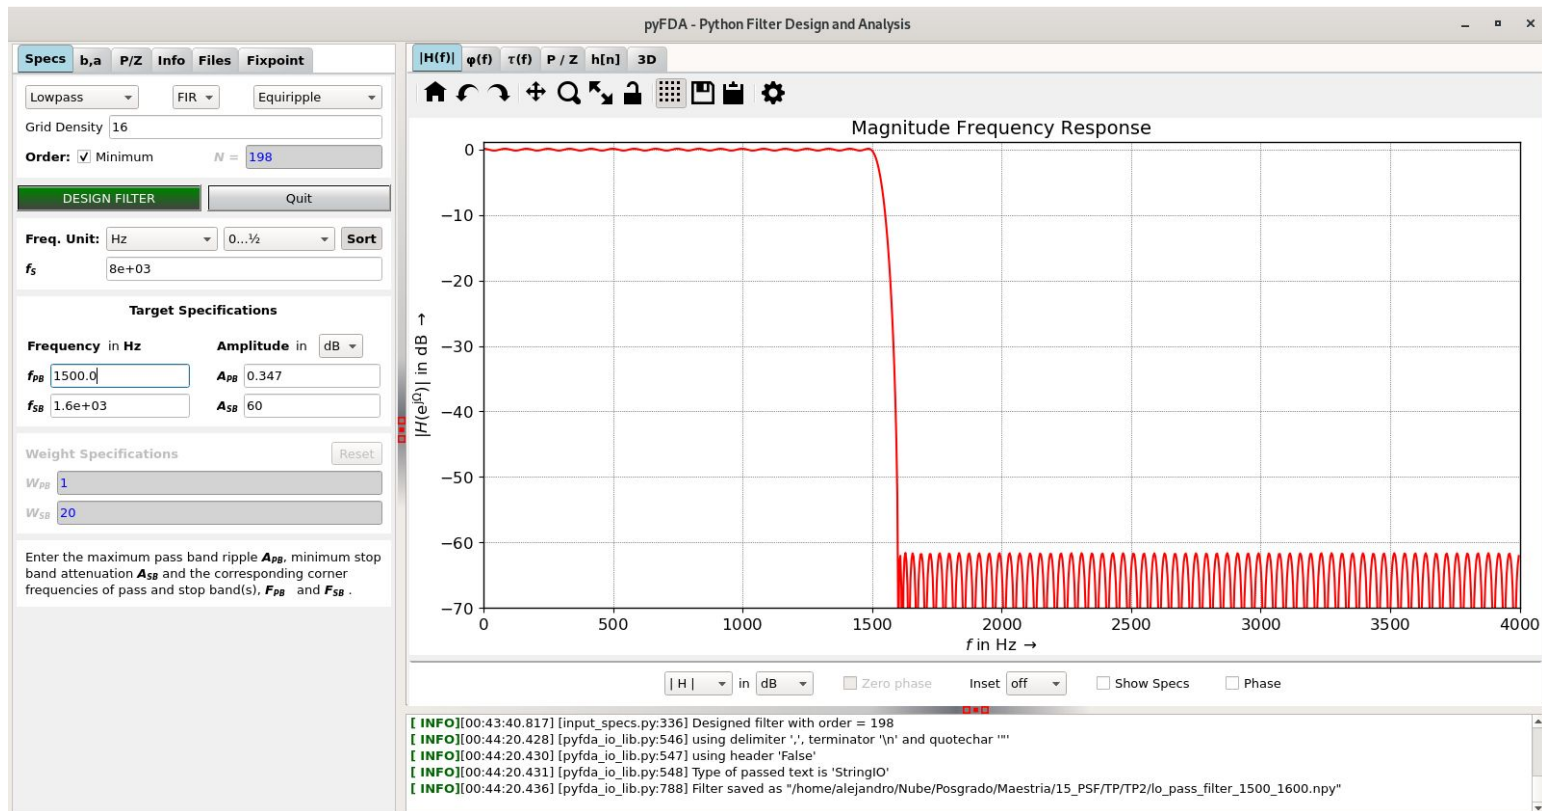 pyFDA - Python Filter Design and Analysis
Specs b,a P/Z Info Files Fixpoint
Lowpass FIR Equiripple
Grid Density 16
Order: Minimum N = 198
DESIGN FILTER Quit
Freq. Unit: Hz 0...½ Sort
fS 8e+03
Target Specifications
Frequency in Hz Amplitude in dB
fPB 1500.0 APB 0.347
fSB 1.6e+03 ASB 60
Weight Specifications Reset
WPB 1
WSB 20
Enter the maximum pass band ripple APB, minimum stop
band attenuation ASB and the corresponding corner
frequencies of pass and stop band(s), FPB and FSB .
|H(f)| φ(f) τ(f) P / Z h[n] 3D
Magnitude Frequency Response
|H(e^jΩ)| in dB →
0
−10
−20
−30
−40
−50
−60
−70
0 500 1000 1500 2000 2500 3000 3500 4000
f in Hz →
| H | in dB Zero phase Inset off Show Specs Phase
[ INFO][00:43:40.817] [input_specs.py:336] Designed filter with order = 198
[ INFO][00:44:20.428] [pyfda_io_lib.py:546] using delimiter ',', terminator '\n' and quotechar '"'
[ INFO][00:44:20.430] [pyfda_io_lib.py:547] using header 'False'
[ INFO][00:44:20.431] [pyfda_io_lib.py:548] Type of passed text is 'StringIO'
[ INFO][00:44:20.436] [pyfda_io_lib.py:788] Filter saved as "/home/alejandro/Nube/Posgrado/Maestria/15_PSF/TP/TP2/lo_pass_filter_1500_1600.npy"